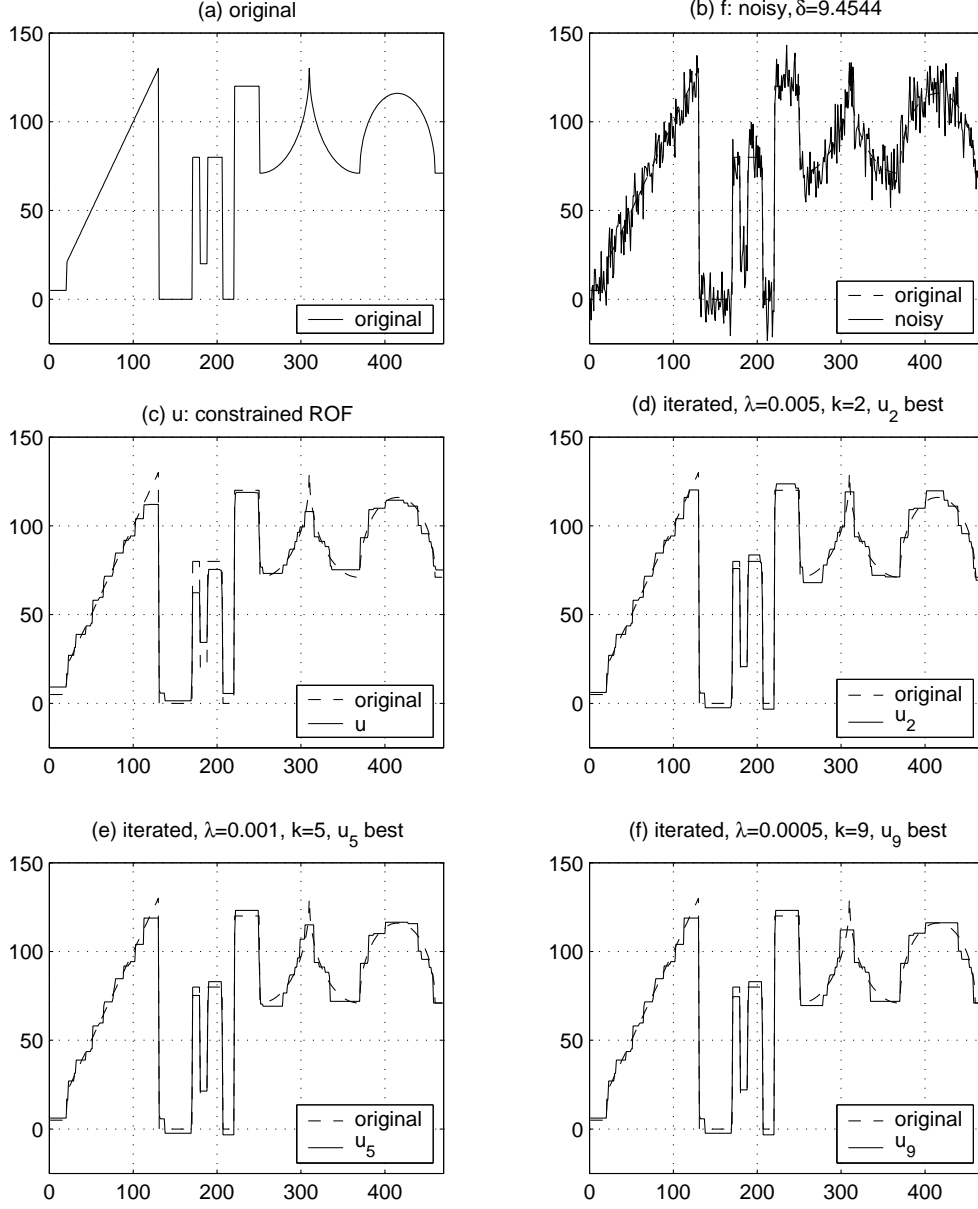 (a) original
150
100
50
0
original
0 100 200 300 400
(b) f: noisy, δ=9.4544
150
100
50
0
original
noisy
0 100 200 300 400
(c) u: constrained ROF
150
100
50
0
original
u
0 100 200 300 400
(d) iterated, λ=0.005, k=2, u₂ best
150
100
50
0
original
u₂
0 100 200 300 400
(e) iterated, λ=0.001, k=5, u₅ best
150
100
50
0
original
u₅
0 100 200 300 400
(f) iterated, λ=0.0005, k=9, u₉ best
150
100
50
0
original
u₉
0 100 200 300 400